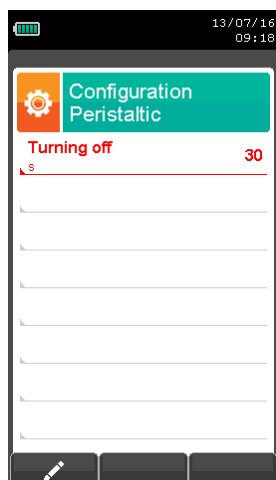 13/07/16
09:18
Configuration
Peristaltic
Turning off
30
s